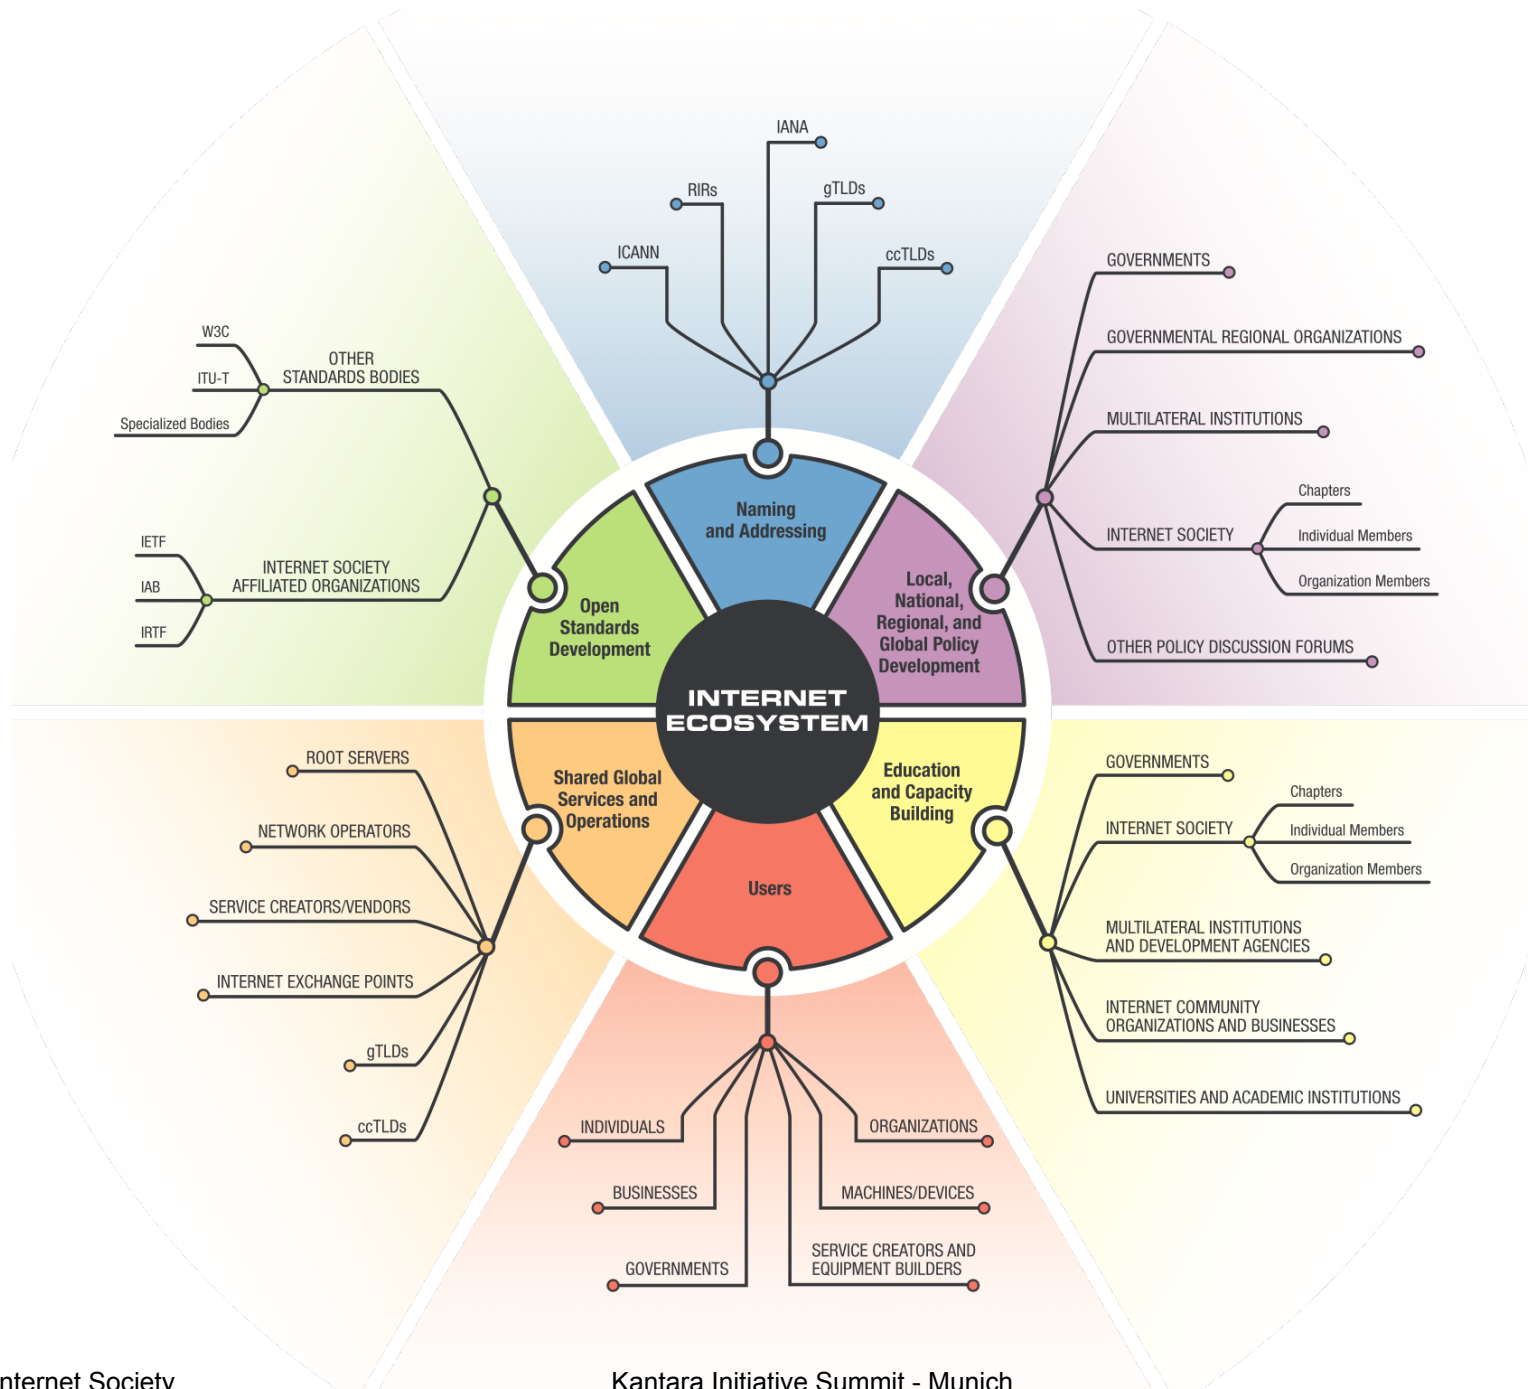 IANA
RIRs
gTLDs
ICANN
ccTLDs
W3C
ITU-T
Specialized Bodies
OTHER
STANDARDS BODIES
IETF
IAB
IRTF
INTERNET SOCIETY
AFFILIATED ORGANIZATIONS
GOVERNMENTS
GOVERNMENTAL REGIONAL ORGANIZATIONS
MULTILATERAL INSTITUTIONS
INTERNET SOCIETY
Chapters
Individual Members
Organization Members
OTHER POLICY DISCUSSION FORUMS
Naming
and Addressing
Open
Standards
Development
Local,
National,
Regional, and
Global Policy
Development
INTERNET
ECOSYSTEM
Shared Global
Services and
Operations
Education
and Capacity
Building
Users
ROOT SERVERS
NETWORK OPERATORS
SERVICE CREATORS/VENDORS
INTERNET EXCHANGE POINTS
gTLDs
ccTLDs
GOVERNMENTS
INTERNET SOCIETY
Chapters
Individual Members
Organization Members
MULTILATERAL INSTITUTIONS
AND DEVELOPMENT AGENCIES
INTERNET COMMUNITY
ORGANIZATIONS AND BUSINESSES
UNIVERSITIES AND ACADEMIC INSTITUTIONS
INDIVIDUALS
BUSINESSES
GOVERNMENTS
ORGANIZATIONS
MACHINES/DEVICES
SERVICE CREATORS AND
EQUIPMENT BUILDERS
nternet Society
Kantara Initiative Summit - Munich